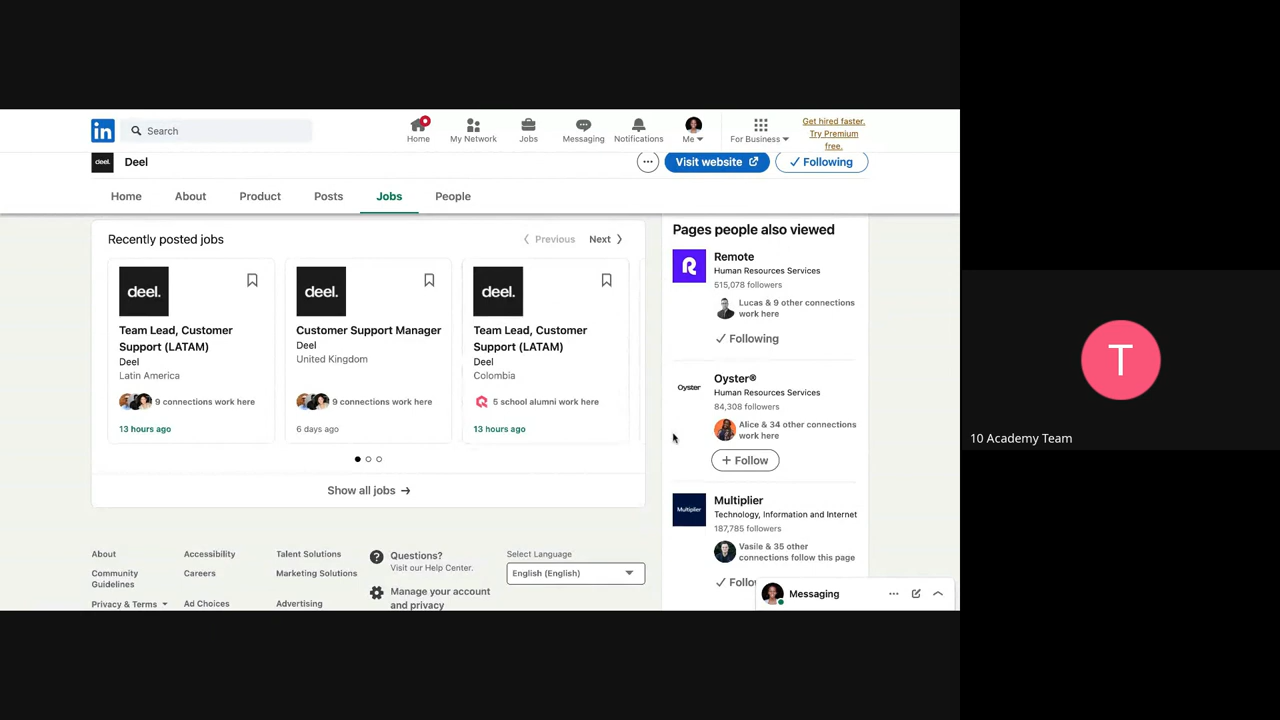 in
Search
Home
My Network
Jobs
Messaging
Notifications
Me
For Business
Get hired faster.
Try Premium
free.
deel.
Deel
Visit website
Following
Home
About
Product
Posts
Jobs
People
Recently posted jobs
Previous
Next
deel.
Team Lead, Customer
Support (LATAM)
Deel
Latin America
9 connections work here
13 hours ago
deel.
Customer Support Manager
Deel
United Kingdom
9 connections work here
6 days ago
deel.
Team Lead, Customer
Support (LATAM)
Deel
Colombia
5 school alumni work here
13 hours ago
Show all jobs
Pages people also viewed
R
Remote
Human Resources Services
515,078 followers
Lucas & 9 other connections
work here
Following
Oyster
Oyster®
Human Resources Services
84,308 followers
Alice & 34 other connections
work here
Follow
Multiplier
Multiplier
Technology, Information and Internet
187,785 followers
Vasile & 35 other
connections follow this page
Follo
About
Accessibility
Talent Solutions
Community
Guidelines
Careers
Marketing Solutions
Privacy & Terms
Ad Choices
Advertising
Questions?
Visit our Help Center.
Manage your account
and privacy
Select Language
English (English)
Messaging
T
10 Academy Team